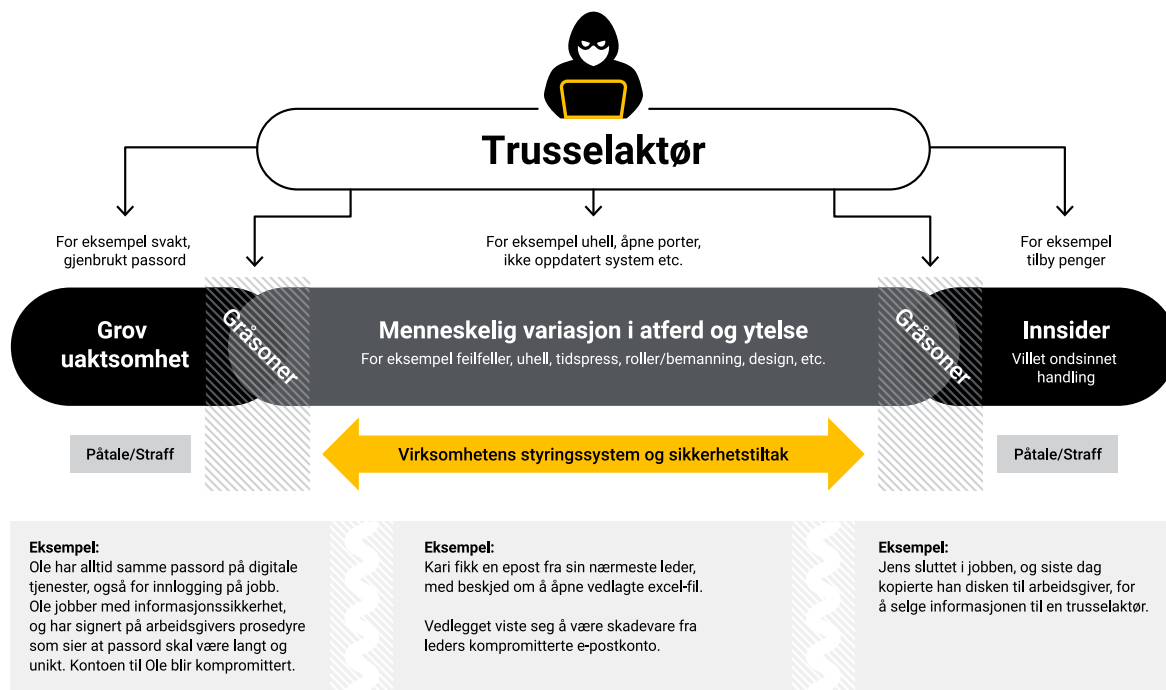 Trusselaktør
For eksempel svakt,
gjenbrukt passord
For eksempel uhell, åpne porter,
ikke oppdatert system etc.
For eksempel
tilby penger
Grov
uaktsomhet
Gråsoner
Menneskelig variasjon i atferd og ytelse
For eksempel feilfeller, uhell, tidspress, roller/bemanning, design, etc.
Gråsoner
Innsider
Villet ondsinnet
handling
Påtale/Straff
Virksomhetens styringssystem og sikkerhetstiltak
Påtale/Straff
Eksempel:
Ole har alltid samme passord på digitale
tjenester, også for innlogging på jobb.
Ole jobber med informasjonssikkerhet,
og har signert på arbeidsgivers prosedyre
som sier at passord skal være langt og
unikt. Kontoen til Ole blir kompromittert.
Eksempel:
Kari fikk en epost fra sin nærmeste leder,
med beskjed om å åpne vedlagte excel-fil.
Vedlegget viste seg å være skadevare fra
leders kompromitterte e-postkonto.
Eksempel:
Jens sluttet i jobben, og siste dag
kopierte han disken til arbeidsgiver, for
å selge informasjonen til en trusselaktør.